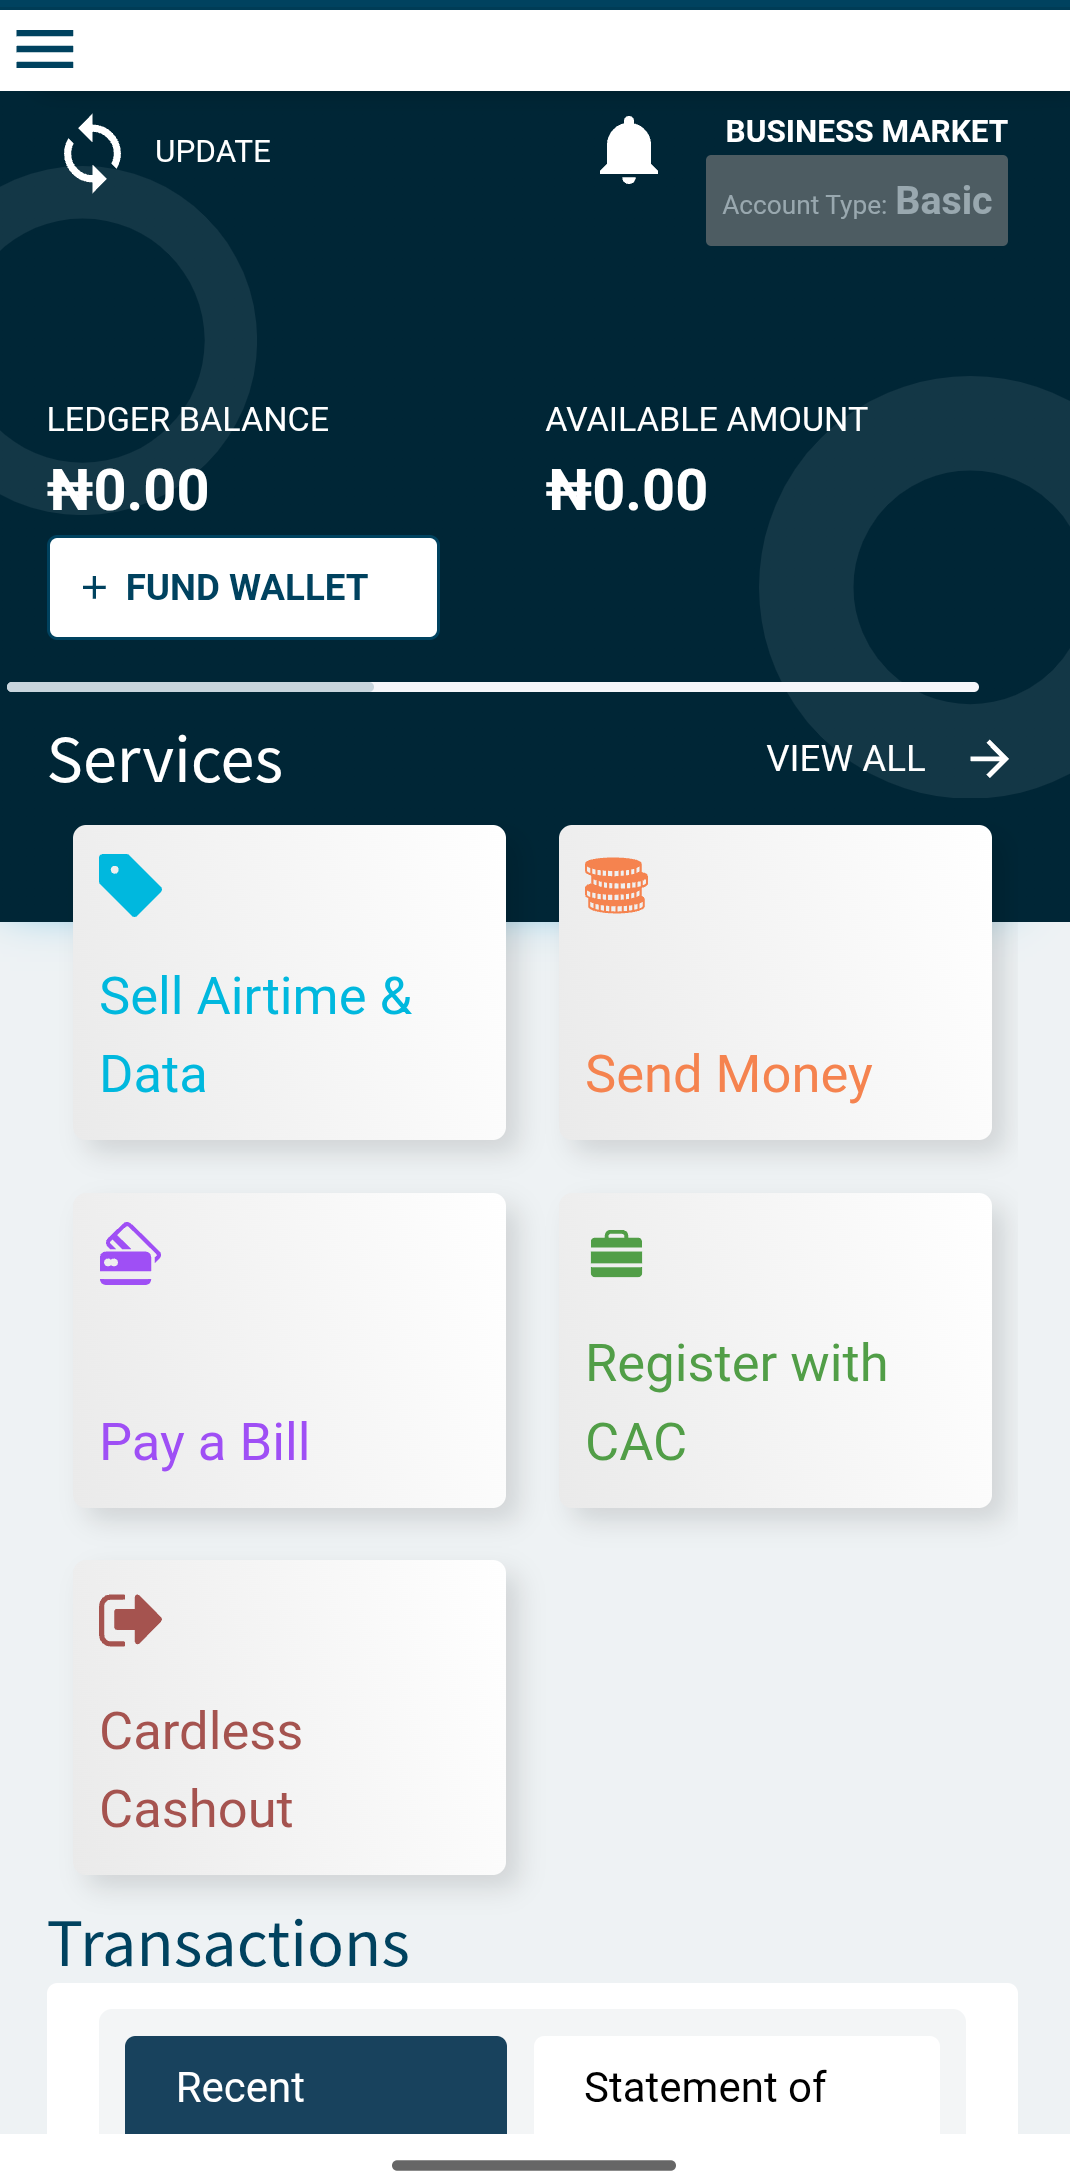 UPDATE
BUSINESS MARKET
Account Type: Basic
LEDGER BALANCE
AVAILABLE AMOUNT
₦0.00
₦0.00
+ FUND WALLET
Services
VIEW ALL
Sell Airtime &
Data
Send Money
Pay a Bill
Register with
CAC
Cardless
Cashout
Transactions
Recent
Statement of